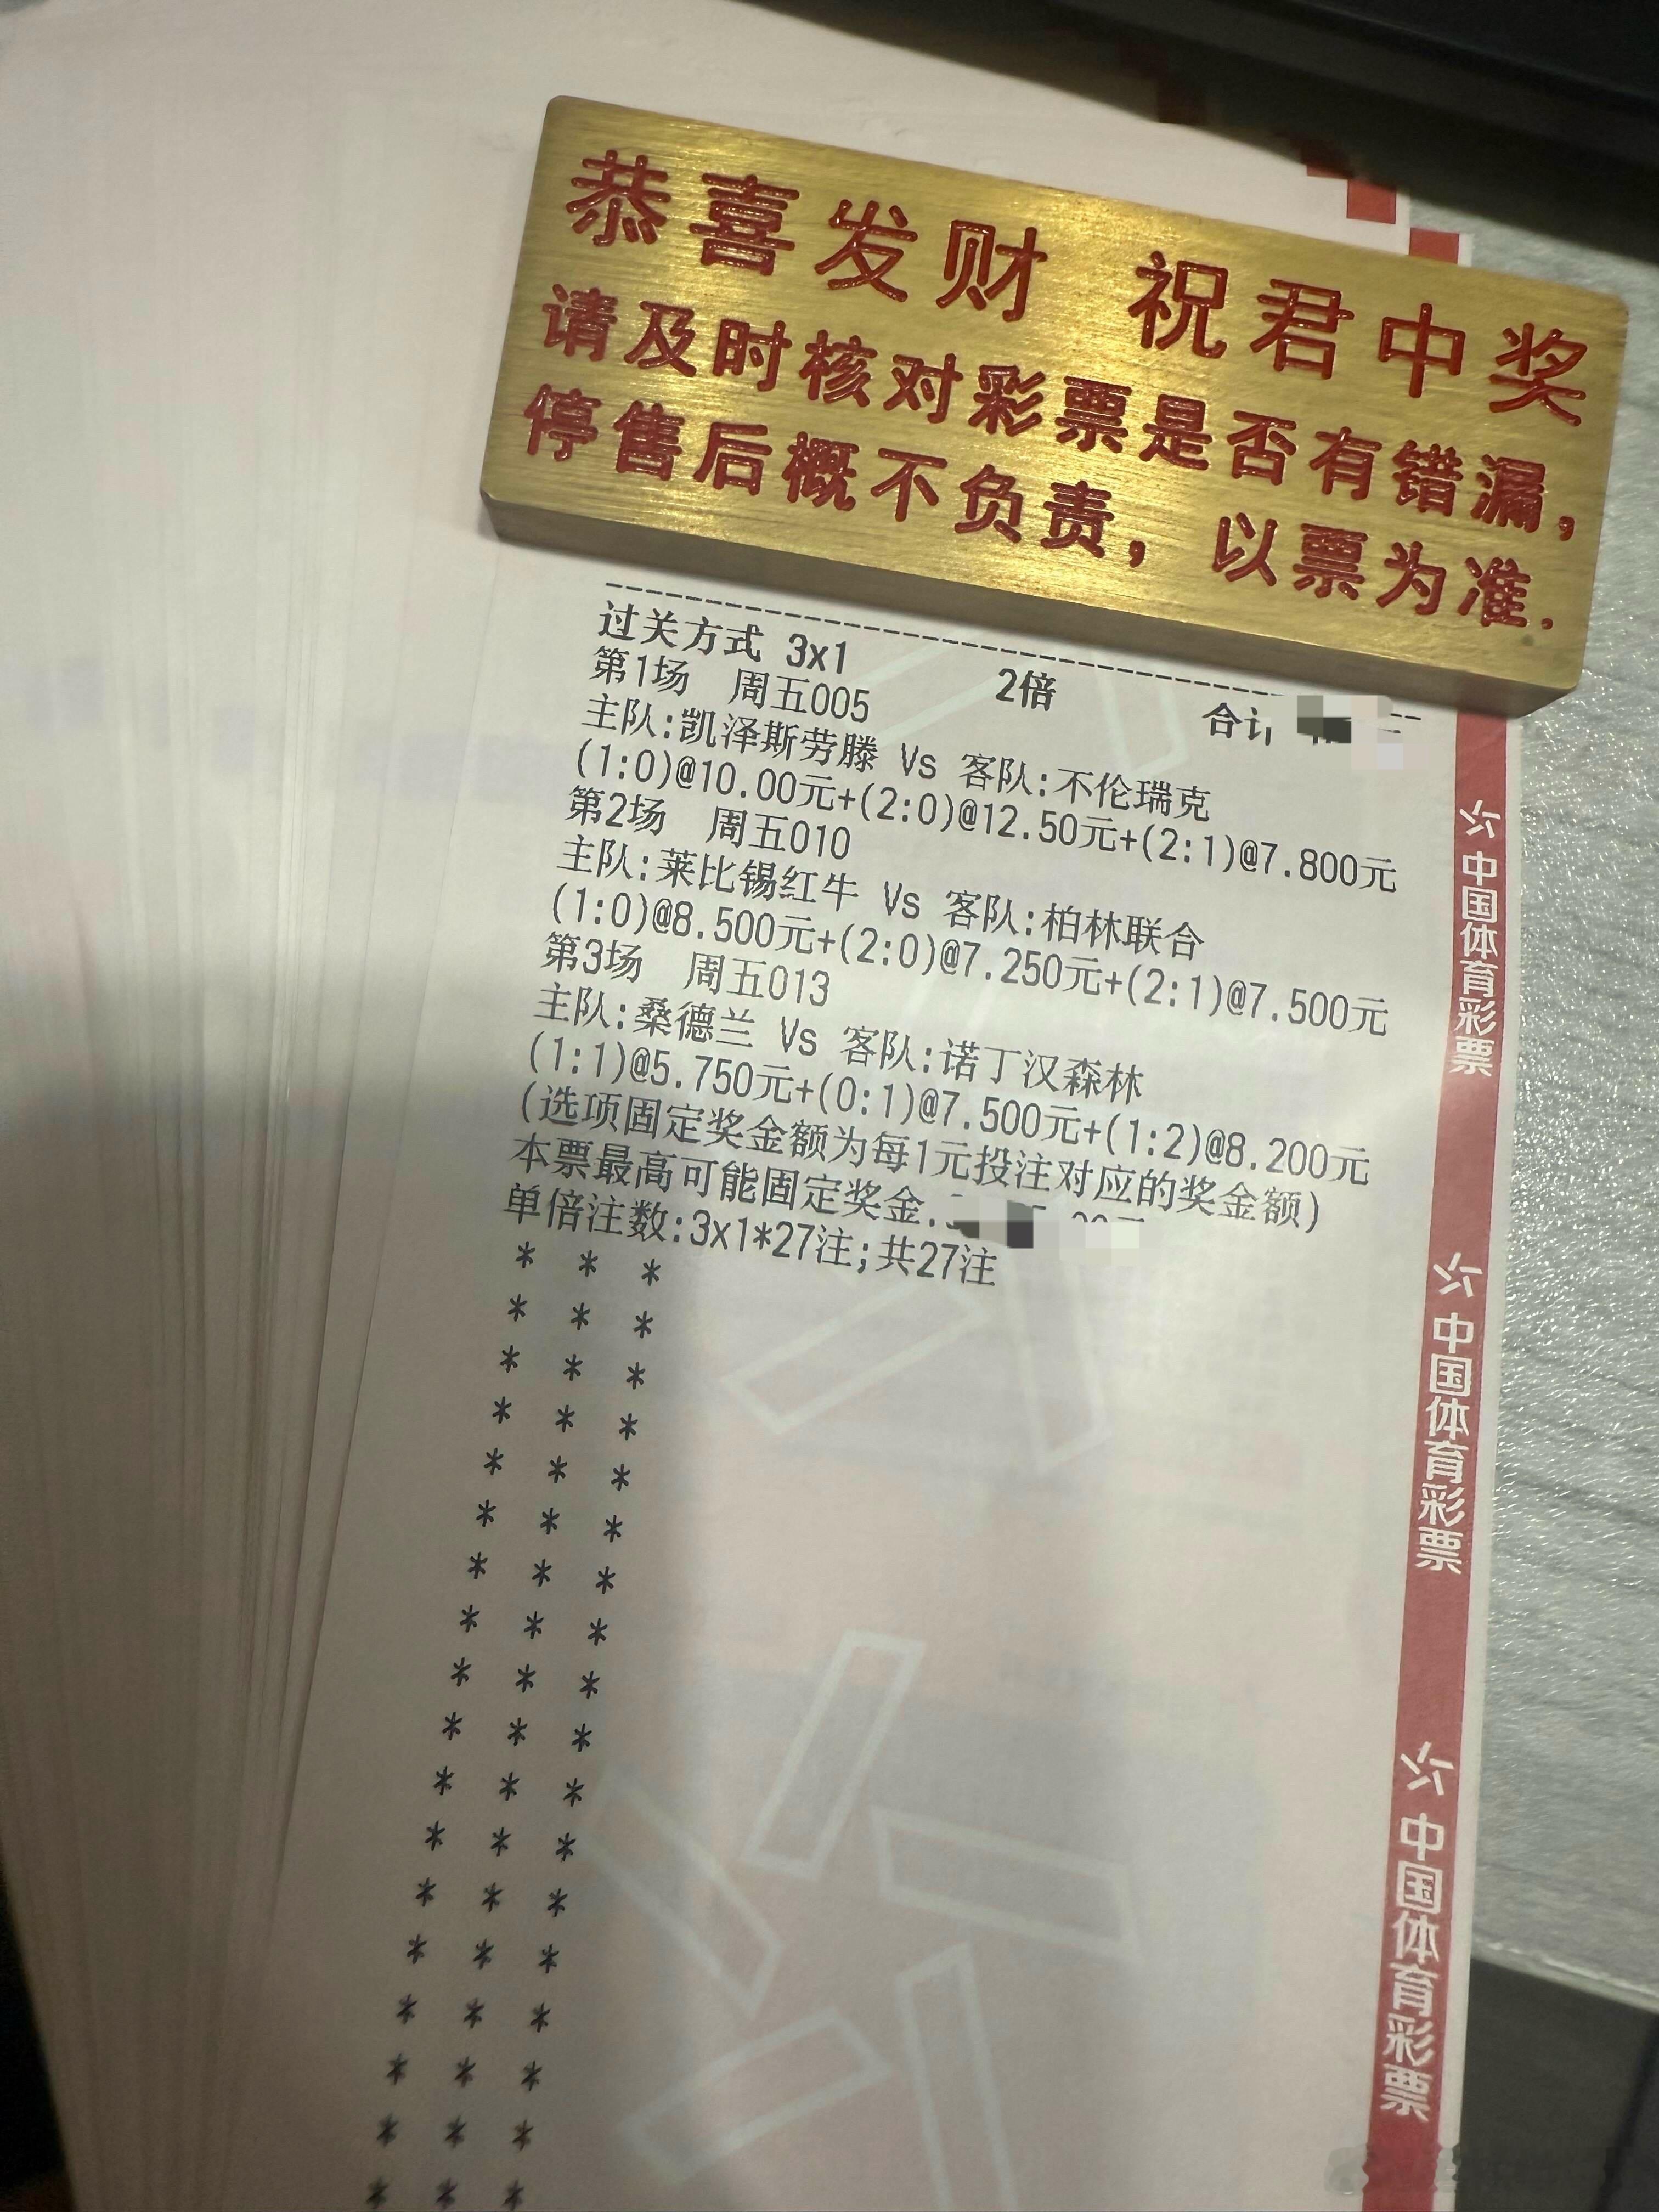 恭喜发财 祝君中奖
请及时核对彩票是否有错漏,
停售后概不负责,以票为准.
过关方式 3x1 2倍 合计
第1场 周五005
主队:凯泽斯劳滕 Vs 客队:不伦瑞克
(1:0)@10.00元+(2:0)@12.50元+(2:1)@7.800元
第2场 周五010
主队:莱比锡红牛 Vs 客队:柏林联合
(1:0)@8.500元+(2:0)@7.250元+(2:1)@7.500元
第3场 周五013
主队:桑德兰 Vs 客队:诺丁汉森林
(1:1)@5.750元+(0:1)@7.500元+(1:2)@8.200元
(选项固定奖金额为每1元投注对应的奖金额)
本票最高可能固定奖金
单倍注数:3x1*27注;共27注
中国体育彩票
中国体育彩票
中国体育彩票